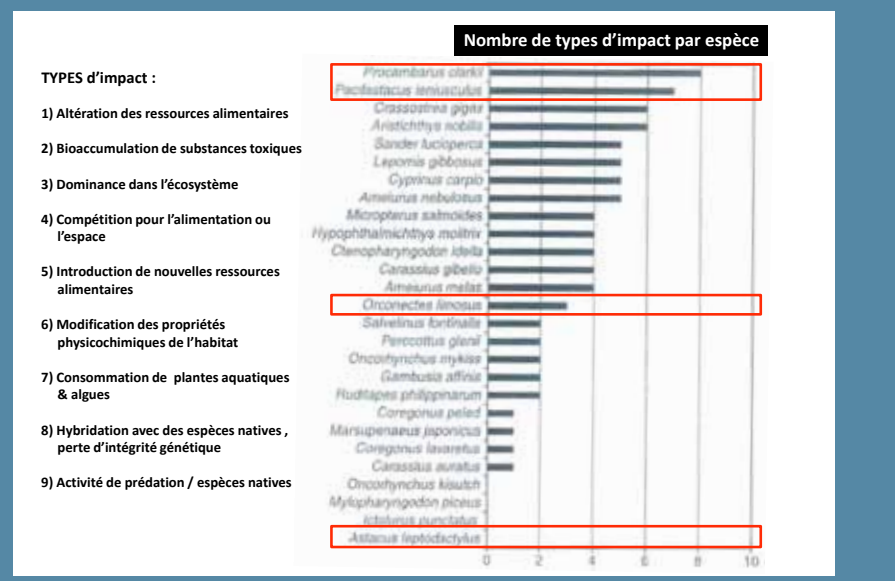 Nombre de types d’impact par espèce
TYPES d’impact :
1) Altération des ressources alimentaires
2) Bioaccumulation de substances toxiques
3) Dominance dans l’écosystème
4) Compétition pour l’alimentation ou
l’espace
5) Introduction de nouvelles ressources
alimentaires
6) Modification des propriétés
physicochimiques de l’habitat
7) Consommation de plantes aquatiques
& algues
8) Hybridation avec des espèces natives ,
perte d’intégrité génétique
9) Activité de prédation / espèces natives
Procambarus clarkii
Pacifastacus leniusculus
Crassostrea gigas
Aristichthys nobilis
Sander lucioperca
Lepomis gibbosus
Cyprinus carpio
Ameiurus nebulosus
Micropterus salmoides
Hypophthalmichthys molitrix
Ctenopharyngodon idella
Carassius gibelio
Ameiurus melas
Orconectes limosus
Salvelinus fontinalis
Perccottus glenii
Oncorhynchus mykiss
Gambusia affinis
Ruditapes philippinarum
Coregonus peled
Marsupenaeus japonicus
Coregonus lavaretus
Carassius auratus
Oncorhynchus kisutch
Mylopharyngodon piceus
Ictalurus punctatus
Astacus leptodactylus
0 2 4 6 8 10